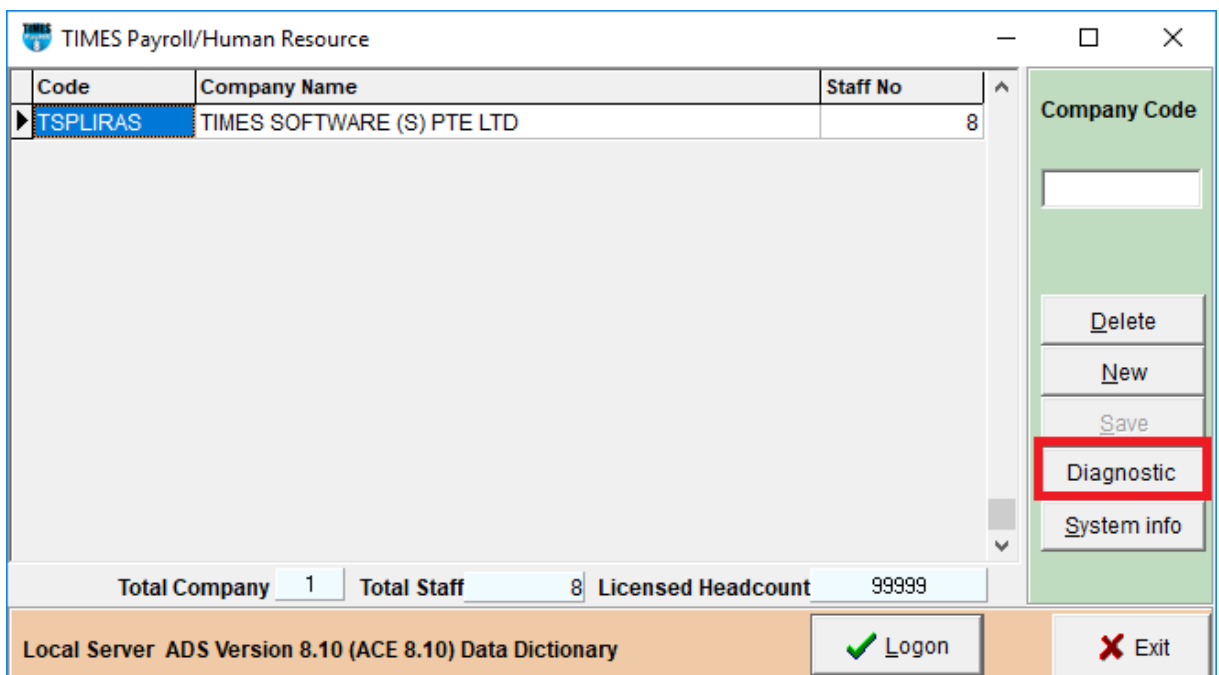 TIMES Payroll/Human Resource
Code Company Name Staff No
TSPLIRAS TIMES SOFTWARE (S) PTE LTD 8
Company Code
Delete
New
Save
Diagnostic
System info
Total Company 1 Total Staff 8 Licensed Headcount 99999
Local Server ADS Version 8.10 (ACE 8.10) Data Dictionary Logon Exit